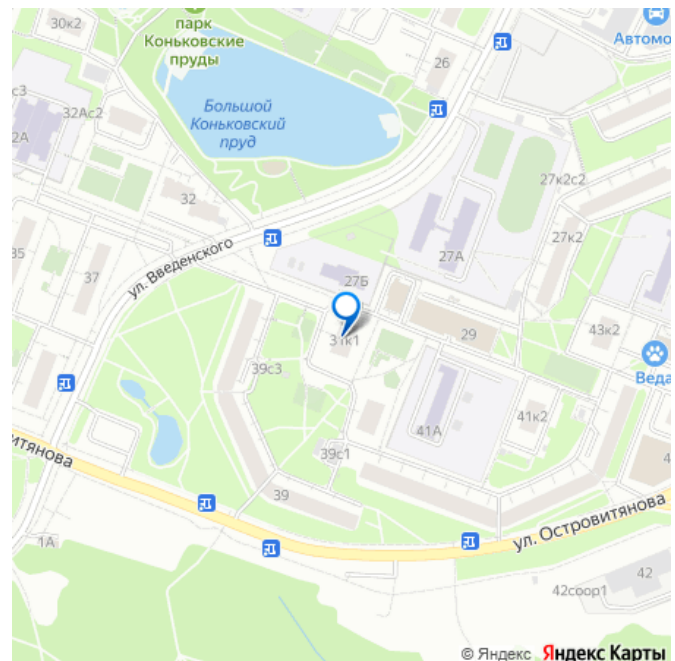 30к2
парк
Коньковские
пруды
Автомо
26
с3
Большой
Коньковский
пруд
32Ас2
2А
32
27к2с2
27к2
35
37
ул. Введенского
27А
27Б
31к1
29
43к2
39с3
Веда
41к2
41А
39с1
4
итянова
39
ул. Островитянова
1А
42
42соор1
© Яндекс Яндекс Карты